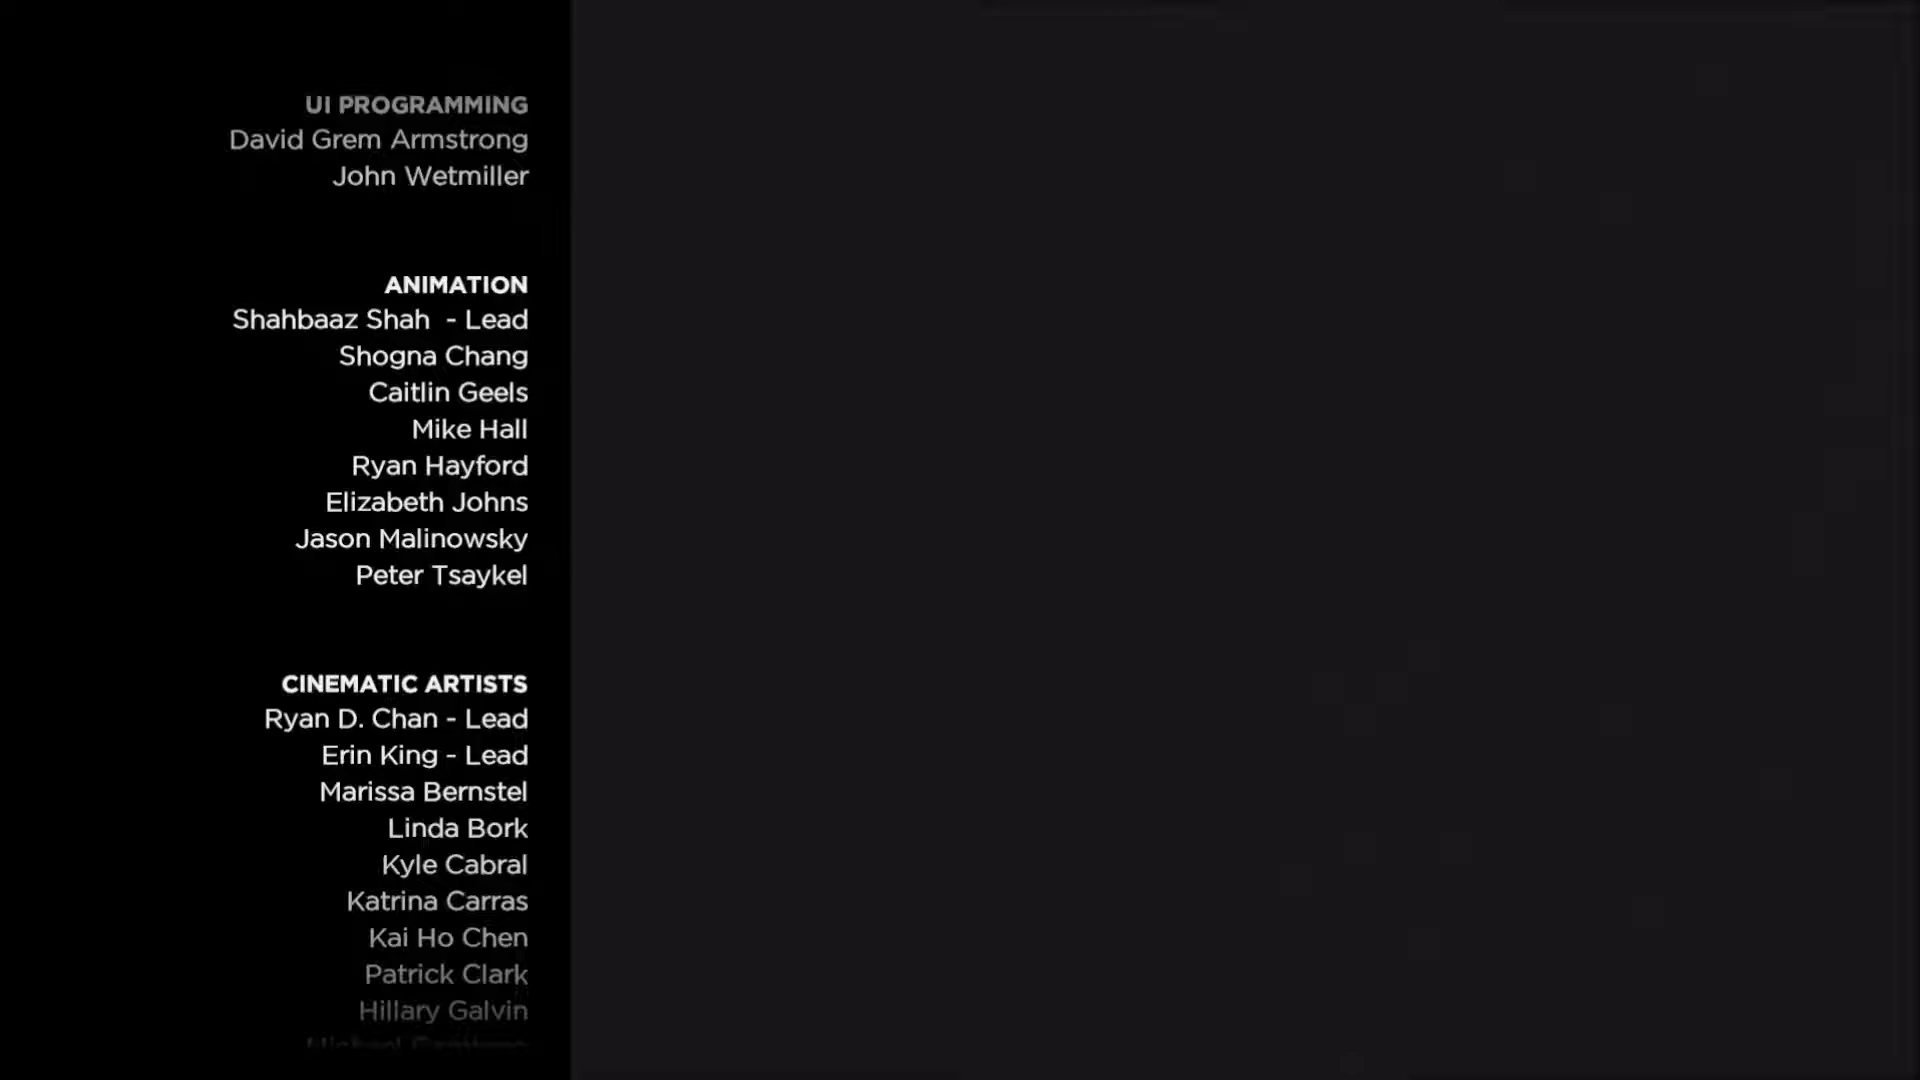 UI PROGRAMMING
David Grem Armstrong
John Wetmiller
ANIMATION
Shahbaaz Shah - Lead
Shogna Chang
Caitlin Geels
Mike Hall
Ryan Hayford
Elizabeth Johns
Jason Malinowsky
Peter Tsaykel
CINEMATIC ARTISTS
Ryan D. Chan - Lead
Erin King - Lead
Marissa Bernstel
Linda Bork
Kyle Cabral
Katrina Carras
Kai Ho Chen
Patrick Clark
Hillary Galvin
Michael